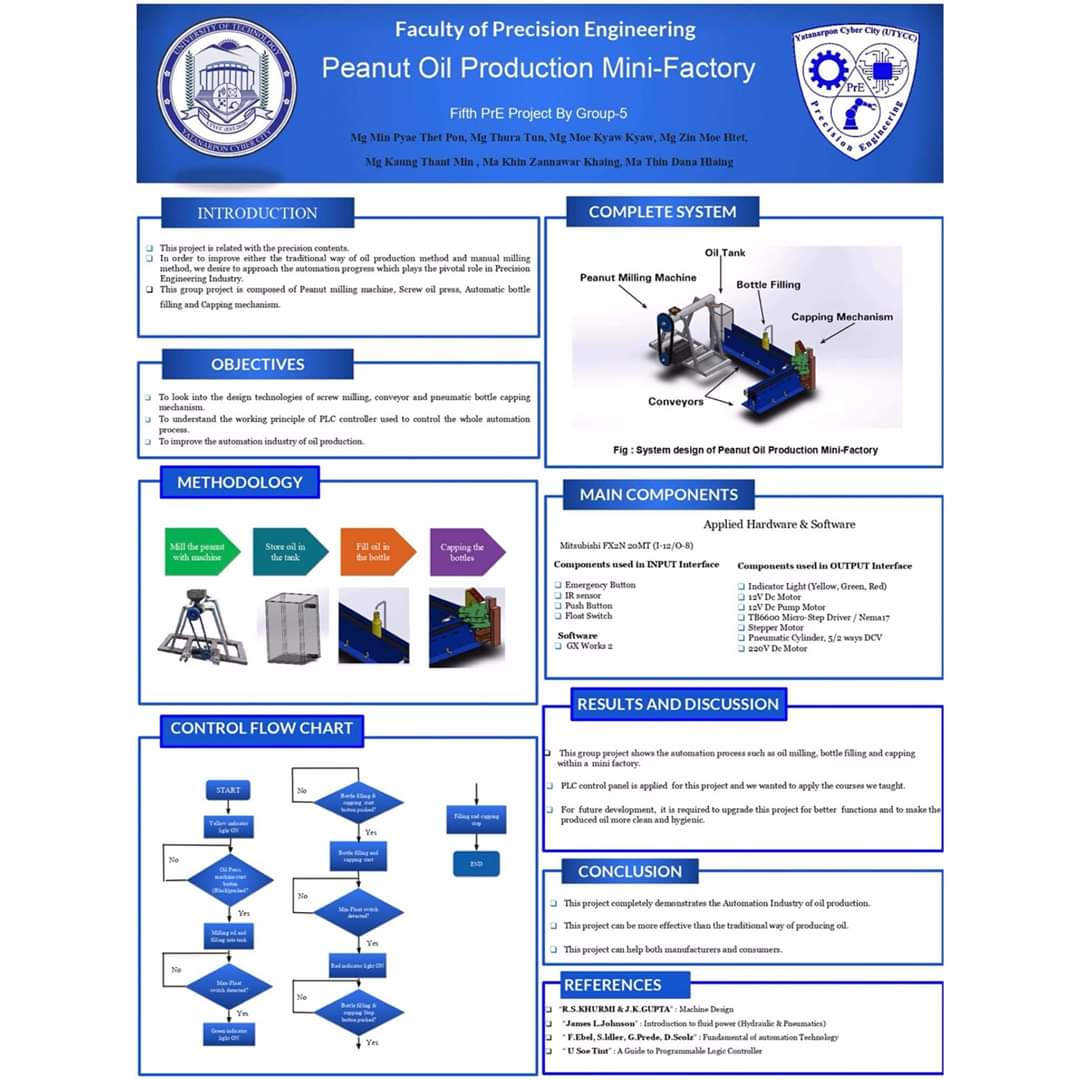 Faculty of Precision Engineering
Peanut Oil Production Mini-Factory
Fifth PrE Project By Group-5
Mg Min Pyae Thet Pon, Mg Thura Tun, Mg Moe Kyaw Kyaw, Mg Zin Moe Htet,
Mg Kaung Thant Min , Ma Khin Zannawar Khaing, Ma Thin Dana Hlaing
UNIVERSITY OF TECHNOLOGY
YATANARPON CYBER CITY
Yatanarpon Cyber City (UTYCC)
PrE
Precision Engineering
INTRODUCTION
This project is related with the precision contents.
In order to improve either the traditional way of oil production method and manual milling
method, we desire to approach the automation progress which plays the pivotal role in Precision
Engineering Industry.
This group project is composed of Peanut milling machine, Screw oil press, Automatic bottle
filling and Capping mechanism.
OBJECTIVES
To look into the design technologies of screw milling, conveyor and pneumatic bottle capping
mechanism.
To understand the working principle of PLC controller used to control the whole automation
process.
To improve the automation industry of oil production.
METHODOLOGY
Mill the peanut
with machine
Store oil in
the tank
Fill oil in
the bottle
Capping the
bottles
CONTROL FLOW CHART
START
Yellow indicator
light ON
No
Oil Press
machine start
button
(Black)pushed?
Yes
Milling oil and
filling into tank
No
Max-Float
switch detected?
Yes
Green indicator
light ON
No
Bottle filling &
capping start
button pushed?
Yes
Bottle filling and
capping start
No
Min-Float switch
detected?
Yes
Red indicator light ON
No
Bottle filling &
capping Stop
button pushed?
Yes
Filling and capping
stop
END
COMPLETE SYSTEM
Oil Tank
Peanut Milling Machine
Bottle Filling
Capping Mechanism
Conveyors
Fig : System design of Peanut Oil Production Mini-Factory
MAIN COMPONENTS
Applied Hardware & Software
Mitsubishi FX2N 20MT (I-12/O-8)
Components used in INPUT Interface
Emergency Button
IR sensor
Push Button
Float Switch
Software
GX Works 2
Components used in OUTPUT Interface
Indicator Light (Yellow, Green, Red)
12V Dc Motor
12V Dc Pump Motor
TB6600 Micro-Step Driver / Nema17
Stepper Motor
Pneumatic Cylinder, 5/2 ways DCV
220V Dc Motor
RESULTS AND DISCUSSION
This group project shows the automation process such as oil milling, bottle filling and capping
within a mini factory.
PLC control panel is applied for this project and we wanted to apply the courses we taught.
For future development, it is required to upgrade this project for better functions and to make the
produced oil more clean and hygienic.
CONCLUSION
This project completely demonstrates the Automation Industry of oil production.
This project can be more effective than the traditional way of producing oil.
This project can help both manufacturers and consumers.
REFERENCES
"R.S.KHURMI & J.K.GUPTA" : Machine Design
"James L.Johnson" : Introduction to fluid power (Hydraulic & Pneumatics)
" F.Ebel, S.ldler, G.Prede, D.Scolz" : Fundamental of automation Technology
" U Soe Tint" : A Guide to Programmable Logic Controller